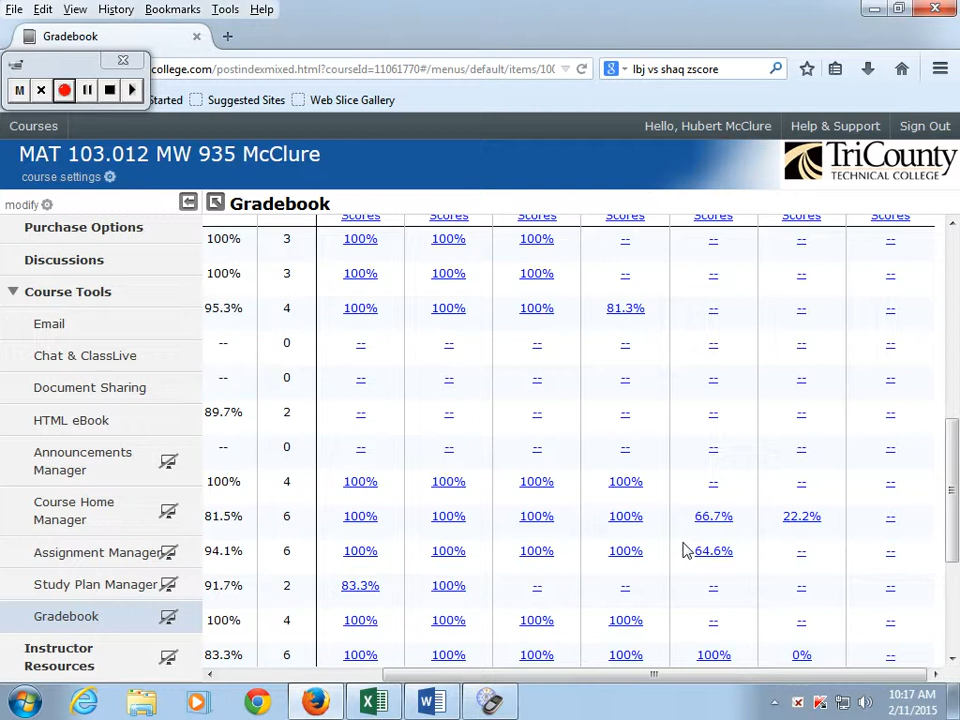 File Edit View History Bookmarks Tools Help
Gradebook
college.com/postindexmixed.html?courseId=11061770#/menus/default/items/100
lbj vs shaq zscore
M
Started Suggested Sites Web Slice Gallery
Courses
Hello, Hubert McClure Help & Support Sign Out
MAT 103.012 MW 935 McClure
course settings
TriCounty
TECHNICAL COLLEGE
modify
Gradebook
Purchase Options
Discussions
Course Tools
Email
Chat & ClassLive
Document Sharing
HTML eBook
Announcements
Manager
Course Home
Manager
Assignment Manager
Study Plan Manager
Gradebook
Instructor
Resources
Scores Scores Scores Scores Scores Scores Scores
100% 3 100% 100% 100% -- -- -- --
100% 3 100% 100% 100% -- -- -- --
95.3% 4 100% 100% 100% 81.3% -- -- --
-- 0 -- -- -- -- -- -- --
-- 0 -- -- -- -- -- -- --
89.7% 2 -- -- -- -- -- -- --
-- 0 -- -- -- -- -- -- --
100% 4 100% 100% 100% 100% -- -- --
81.5% 6 100% 100% 100% 100% 66.7% 22.2% --
94.1% 6 100% 100% 100% 100% 64.6% -- --
91.7% 2 83.3% 100% -- -- -- -- --
100% 4 100% 100% 100% 100% -- -- --
83.3% 6 100% 100% 100% 100% 100% 0% --
10:17 AM
2/11/2015